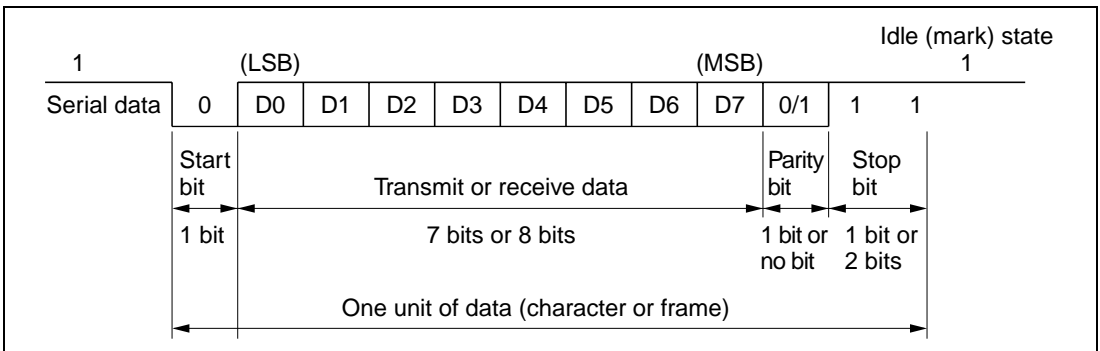 Idle (mark) state
1 (LSB) (MSB) 1
Serial data 0 D0 D1 D2 D3 D4 D5 D6 D7 0/1 1 1
Start bit Transmit or receive data Parity bit Stop bit
1 bit 7 bits or 8 bits 1 bit or no bit 1 bit or 2 bits
One unit of data (character or frame)